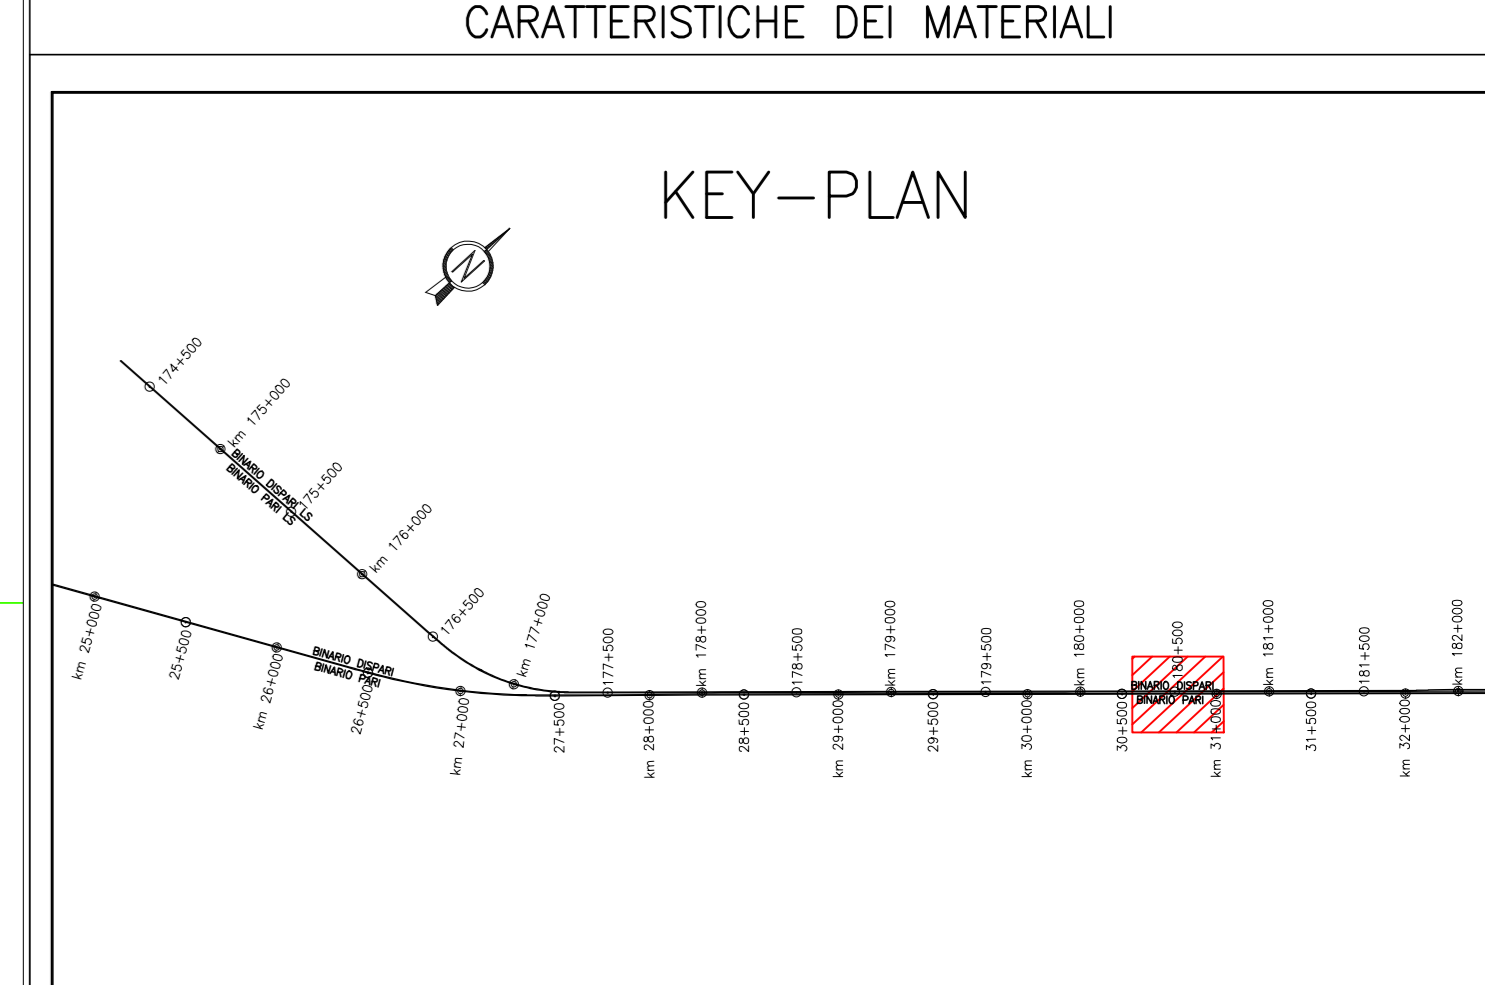 CARATTERISTICHE DEI MATERIALI
KEY-PLAN
N
174+500
km 175+000
BINARIO DISPARI LS
BINARIO PARI LS
175+500
km 176+000
176+500
km 177+000
177+500
km 178+000
178+500
km 179+000
179+500
km 180+000
180+500
km 181+000
181+500
km 182+000
BINARIO DISPARI
BINARIO PARI
BINARIO DISPARI
BINARIO PARI
km 25+000
25+500
km 26+000
26+500
km 27+000
27+500
km 28+000
28+500
km 29+000
29+500
km 30+000
30+500
km 31+000
31+500
km 32+000